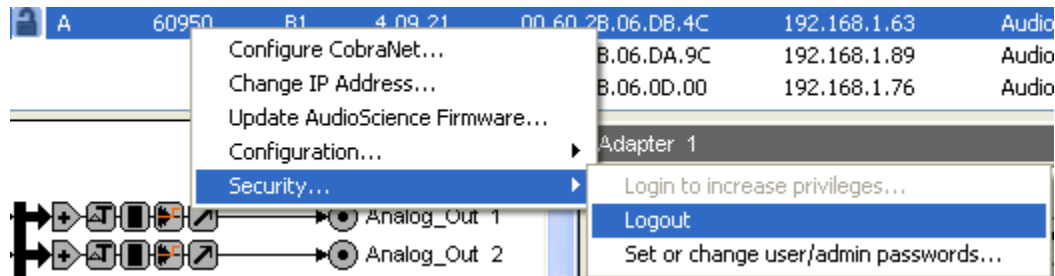 A 60950 B1 4.09.21 00.60.2B.06.DB.4C 192.168.1.63 Audio
B.06.DA.9C 192.168.1.89 Audio
B.06.0D.00 192.168.1.76 Audio
Configure CobraNet...
Change IP Address...
Update AudioScience Firmware...
Configuration...
Security...
Adapter 1
Login to increase privileges...
Logout
Set or change user/admin passwords...
Analog_Out 1
Analog_Out 2